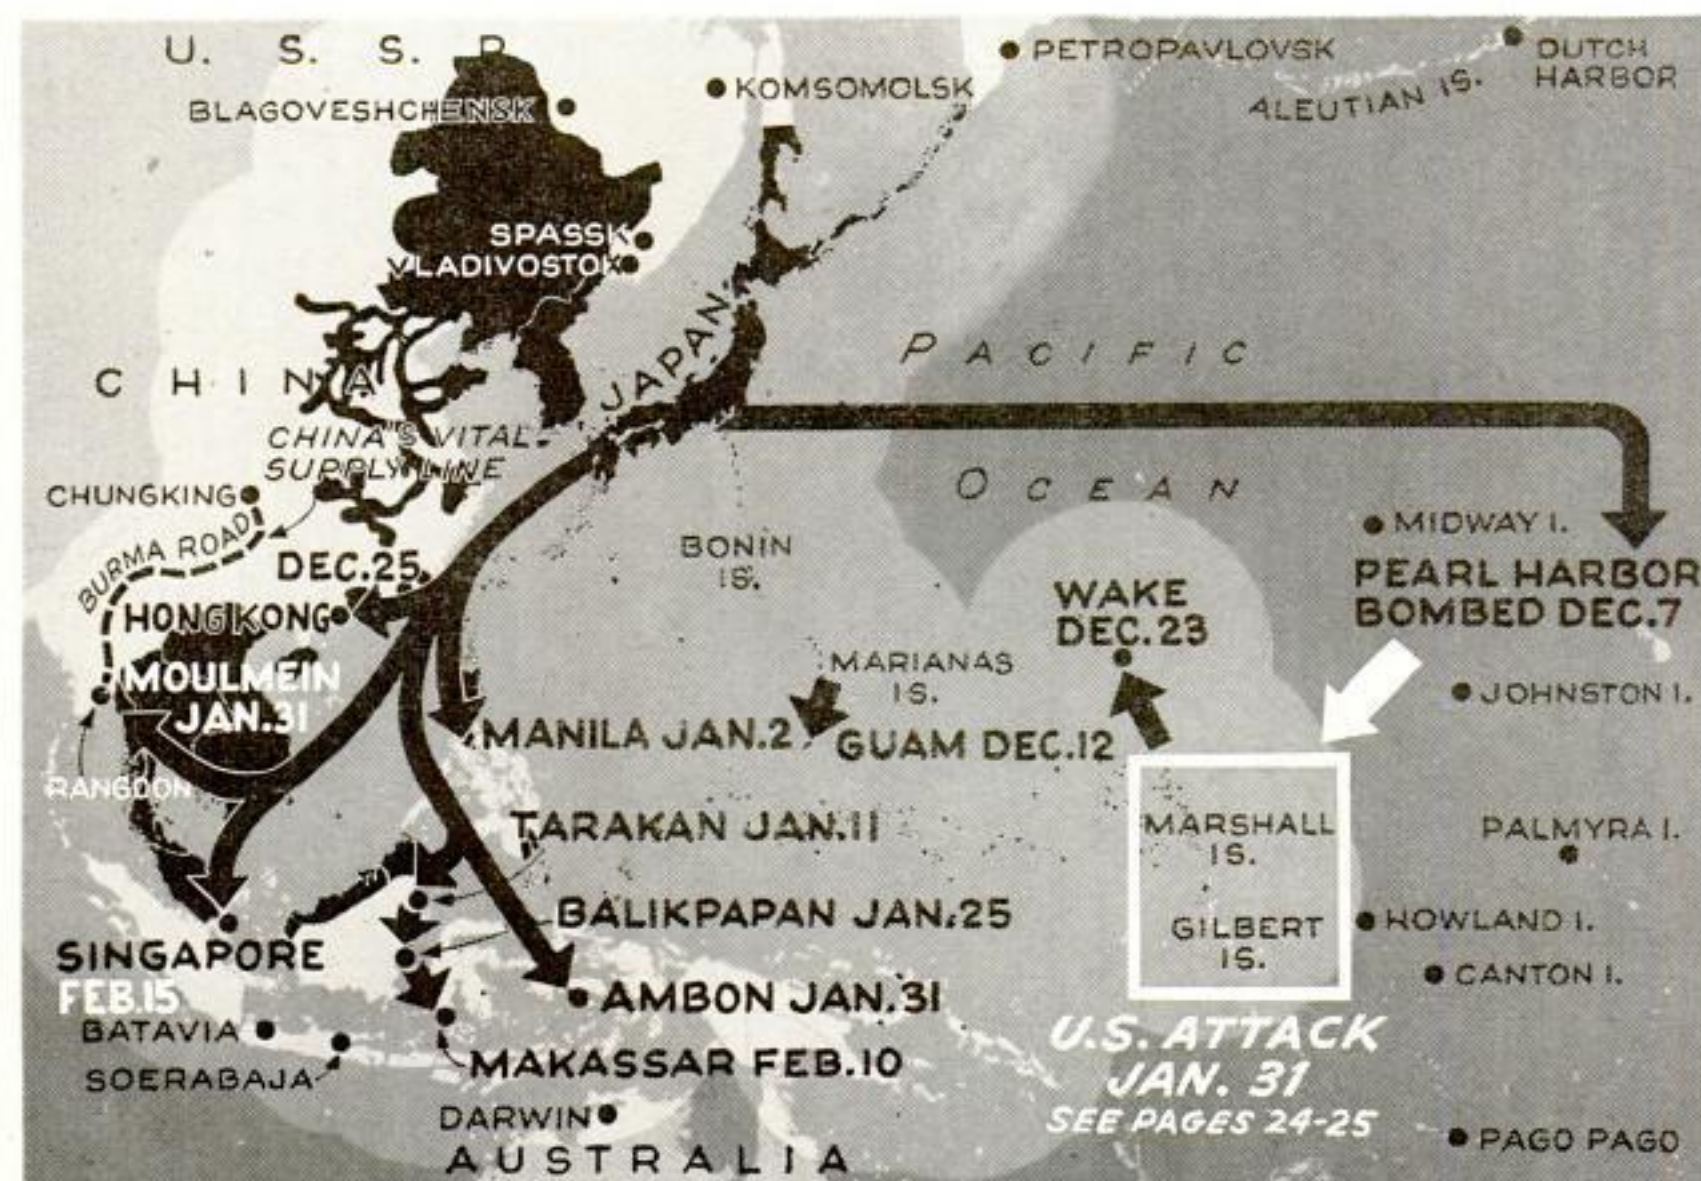 U. S. S. R.
BLAGOVESHCHENSK
KOMSOMOLSK
PETROPAVLOVSK
DUTCH
HARBOR
ALEUTIAN IS.
SPASSK
VLADIVOSTOK
JAPAN
PACIFIC
OCEAN
CHINA
CHINA'S VITAL
SUPPLY LINE
CHUNGKING
BURMA ROAD
DEC. 25
HONG KONG
BONIN
IS.
WAKE
DEC. 23
MIDWAY I.
PEARL HARBOR
BOMBED DEC. 7
MOULMEIN
JAN. 31
MARIANAS
IS.
JOHNSTON I.
MANILA JAN. 2
GUAM DEC. 12
RANGOON
TARAKAN JAN. 11
MARSHALL
IS.
PALMYRA I.
BALIKPAPAN JAN. 25
GILBERT
IS.
HOWLAND I.
SINGAPORE
FEB. 15
CANTON I.
AMBON JAN. 31
BATAVIA
SOERABAJA
MAKASSAR FEB. 10
U.S. ATTACK
JAN. 31
SEE PAGES 24-25
DARWIN
AUSTRALIA
PAGO PAGO